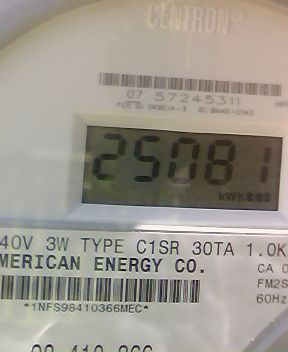 CENTRON®
07 57245311
25081
kWh
40V 3W TYPE C1SR 30TA 1.0K
MERICAN ENERGY CO.
CA 0
FM2S
60Hz
*1NFS98410366MEC*